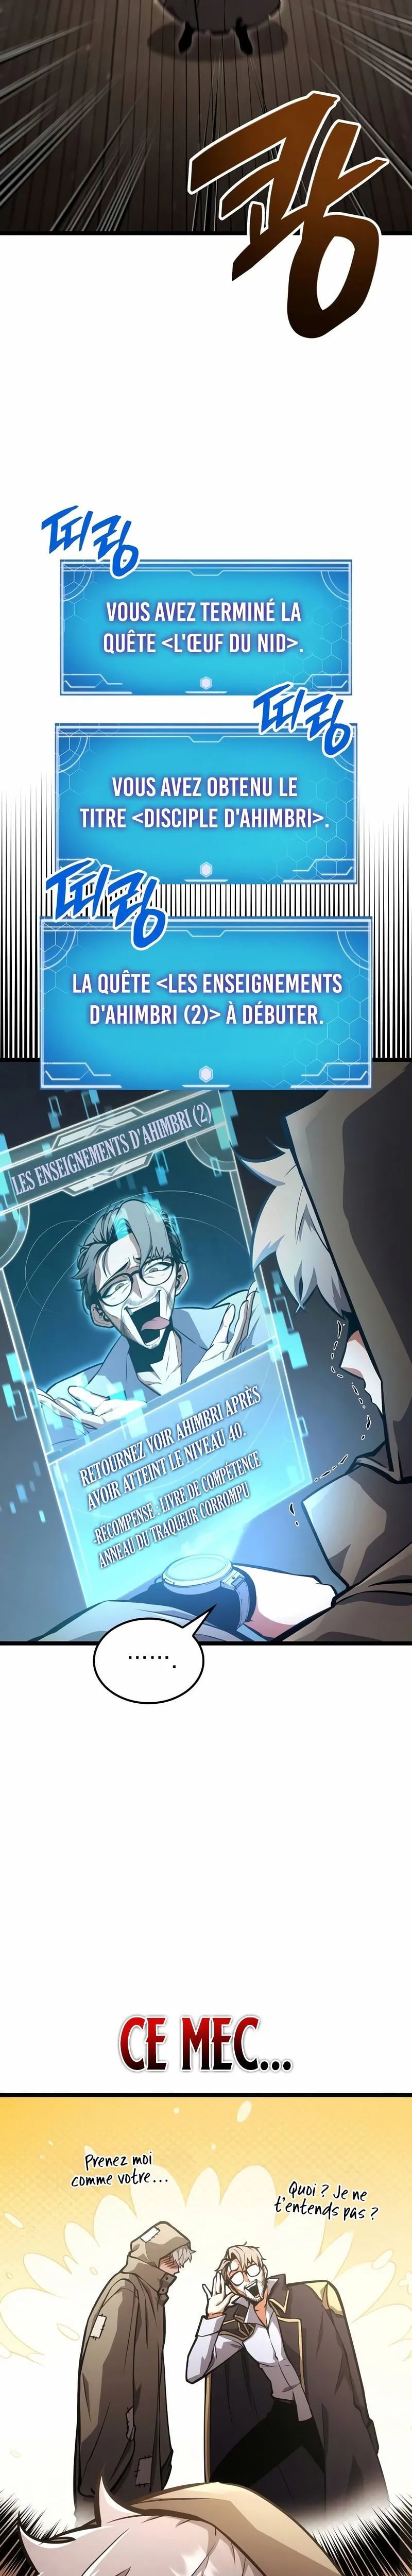 쾅
띠링
VOUS AVEZ TERMINÉ LA
QUÊTE <L'ŒUF DU NID>.
띠링
VOUS AVEZ OBTENU LE
TITRE <DISCIPLE D'AHIMBRI>.
띠링
LA QUÊTE <LES ENSEIGNEMENTS
D'AHIMBRI (2)> À DÉBUTER.
LES ENSEIGNEMENTS D'AHIMBRI (2)
RETOURNEZ VOIR AHIMBRI APRÈS
AVOIR ATTEINT LE NIVEAU 40.
-RÉCOMPENSE : LIVRE DE COMPÉTENCE
ANNEAU DU TRAQUEUR CORROMPU
.......
CE MEC...
Prenez moi
comme votre...
Quoi ? Je ne
t'entends pas ?